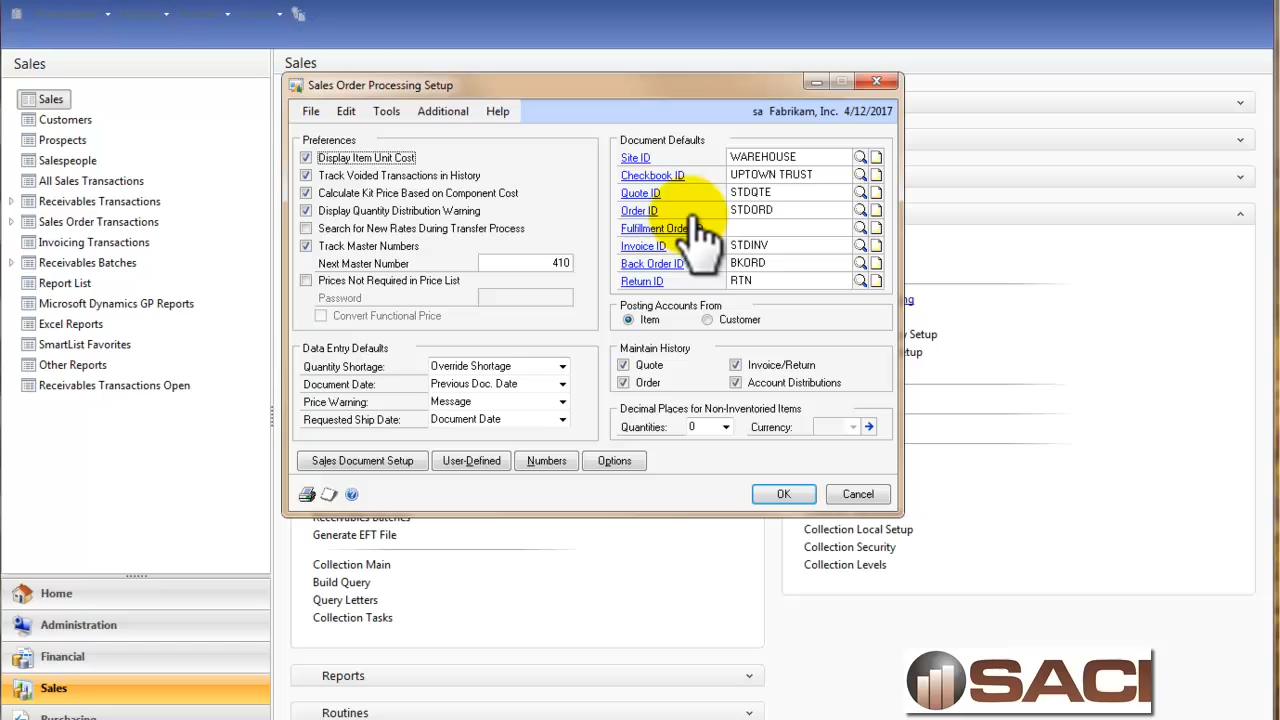 Sales
Sales
Customers
Prospects
Salespeople
All Sales Transactions
Receivables Transactions
Sales Order Transactions
Invoicing Transactions
Receivables Batches
Report List
Microsoft Dynamics GP Reports
Excel Reports
SmartList Favorites
Other Reports
Receivables Transactions Open
Home
Administration
Financial
Sales
Purchasing
Sales
Sales Order Processing Setup
File Edit Tools Additional Help
sa Fabrikam, Inc. 4/12/2017
Preferences
Display Item Unit Cost
Track Voided Transactions in History
Calculate Kit Price Based on Component Cost
Display Quantity Distribution Warning
Search for New Rates During Transfer Process
Track Master Numbers
Next Master Number 410
Prices Not Required in Price List
Password
Convert Functional Price
Data Entry Defaults
Quantity Shortage: Override Shortage
Document Date: Previous Doc. Date
Price Warning: Message
Requested Ship Date: Document Date
Document Defaults
Site ID WAREHOUSE
Checkbook ID UPTOWN TRUST
Quote ID STDQTE
Order ID STDORD
Fulfillment Orde
Invoice ID STDINV
Back Order ID BKORD
Return ID RTN
Posting Accounts From
Item Customer
Maintain History
Quote Invoice/Return
Order Account Distributions
Decimal Places for Non-Inventoried Items
Quantities: 0 Currency:
Sales Document Setup User-Defined Numbers Options
OK Cancel
Receivables Batches
Generate EFT File
Collection Main
Build Query
Query Letters
Collection Tasks
Reports
Routines
ng
y Setup
etup
Collection Local Setup
Collection Security
Collection Levels
SACI